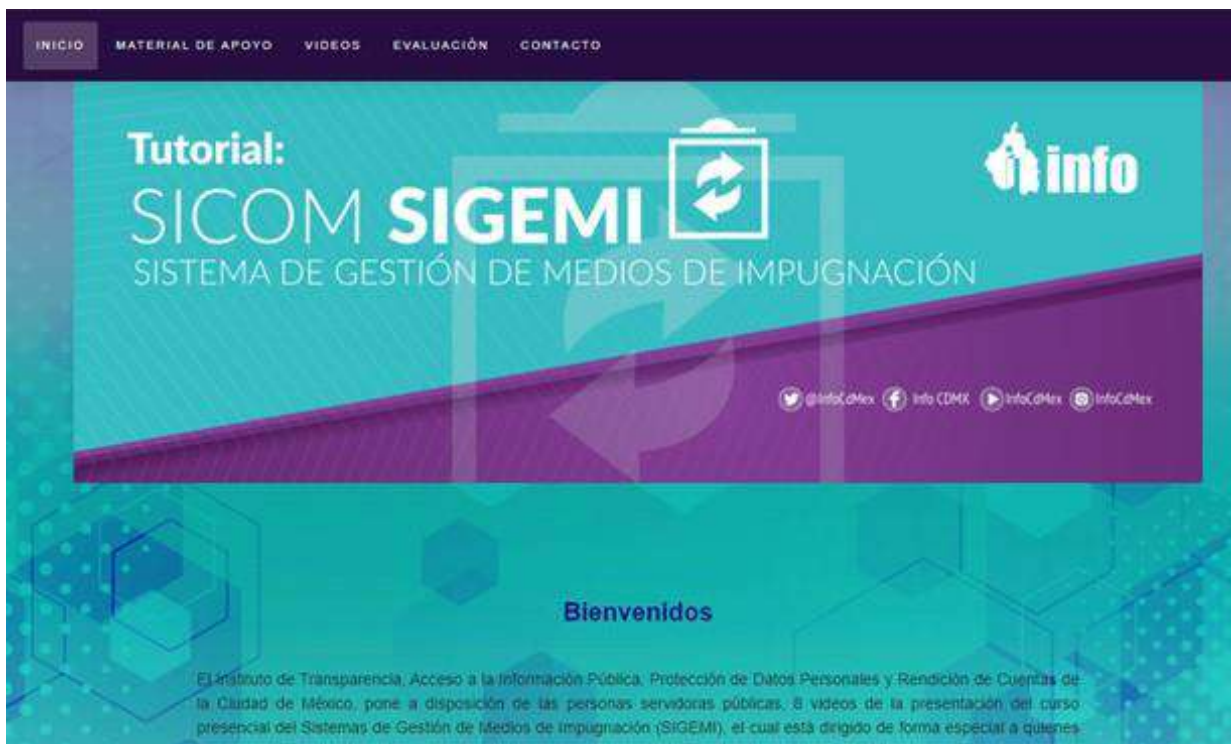 INICIO MATERIAL DE APOYO VIDEOS EVALUACIÓN CONTACTO
Tutorial:
SICOM SIGEMI
SISTEMA DE GESTIÓN DE MEDIOS DE IMPUGNACIÓN
info
@InfoCdMex Info CDMX InfoCdMex InfoCdMex
Bienvenidos
El Instituto de Transparencia, Acceso a la Información Pública, Protección de Datos Personales y Rendición de Cuentas de
la Ciudad de México, pone a disposición de las personas servidoras públicas, 8 videos de la presentación del curso
presencial del Sistemas de Gestión de Medios de Impugnación (SIGEMI), el cual está dirigido de forma especial a quienes